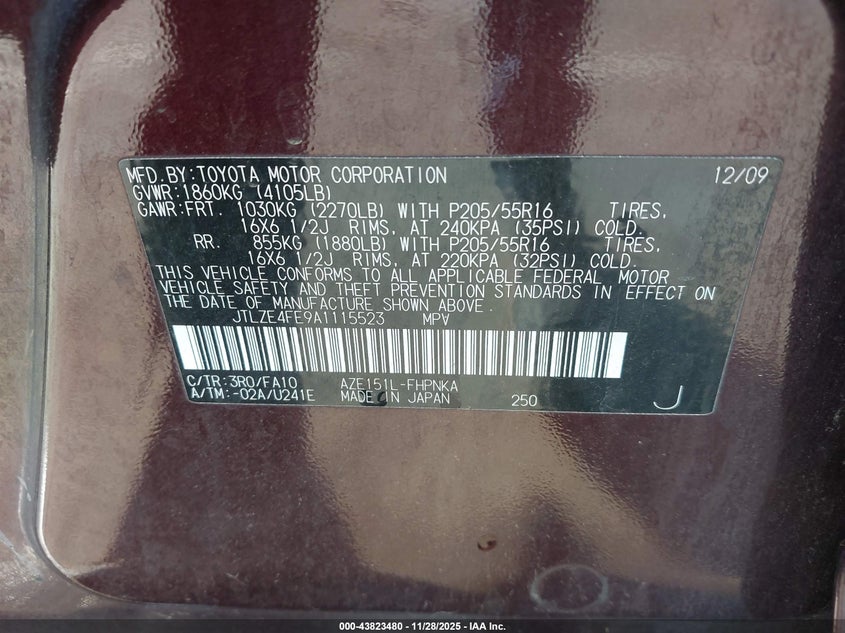 MFD.BY:TOYOTA MOTOR CORPORATION 12/09
GVWR:1860KG (4105LB)
GAWR:FRT. 1030KG (2270LB) WITH P205/55R16 TIRES,
16X6 1/2J RIMS, AT 240KPA (35PSI) COLD.
RR. 855KG (1880LB) WITH P205/55R16 TIRES,
16X6 1/2J RIMS, AT 220KPA (32PSI) COLD.
THIS VEHICLE CONFORMS TO ALL APPLICABLE FEDERAL MOTOR
VEHICLE SAFETY AND THEFT PREVENTION STANDARDS IN EFFECT ON
THE DATE OF MANUFACTURE SHOWN ABOVE.
JTLZE4FE9A1115523 MPV
C/TR:3R0/FA10 AZE151L-FHPNKA
A/TM:-02A/U241E MADE IN JAPAN 250 J
000-43823480 - 11/28/2025 - IAA Inc.